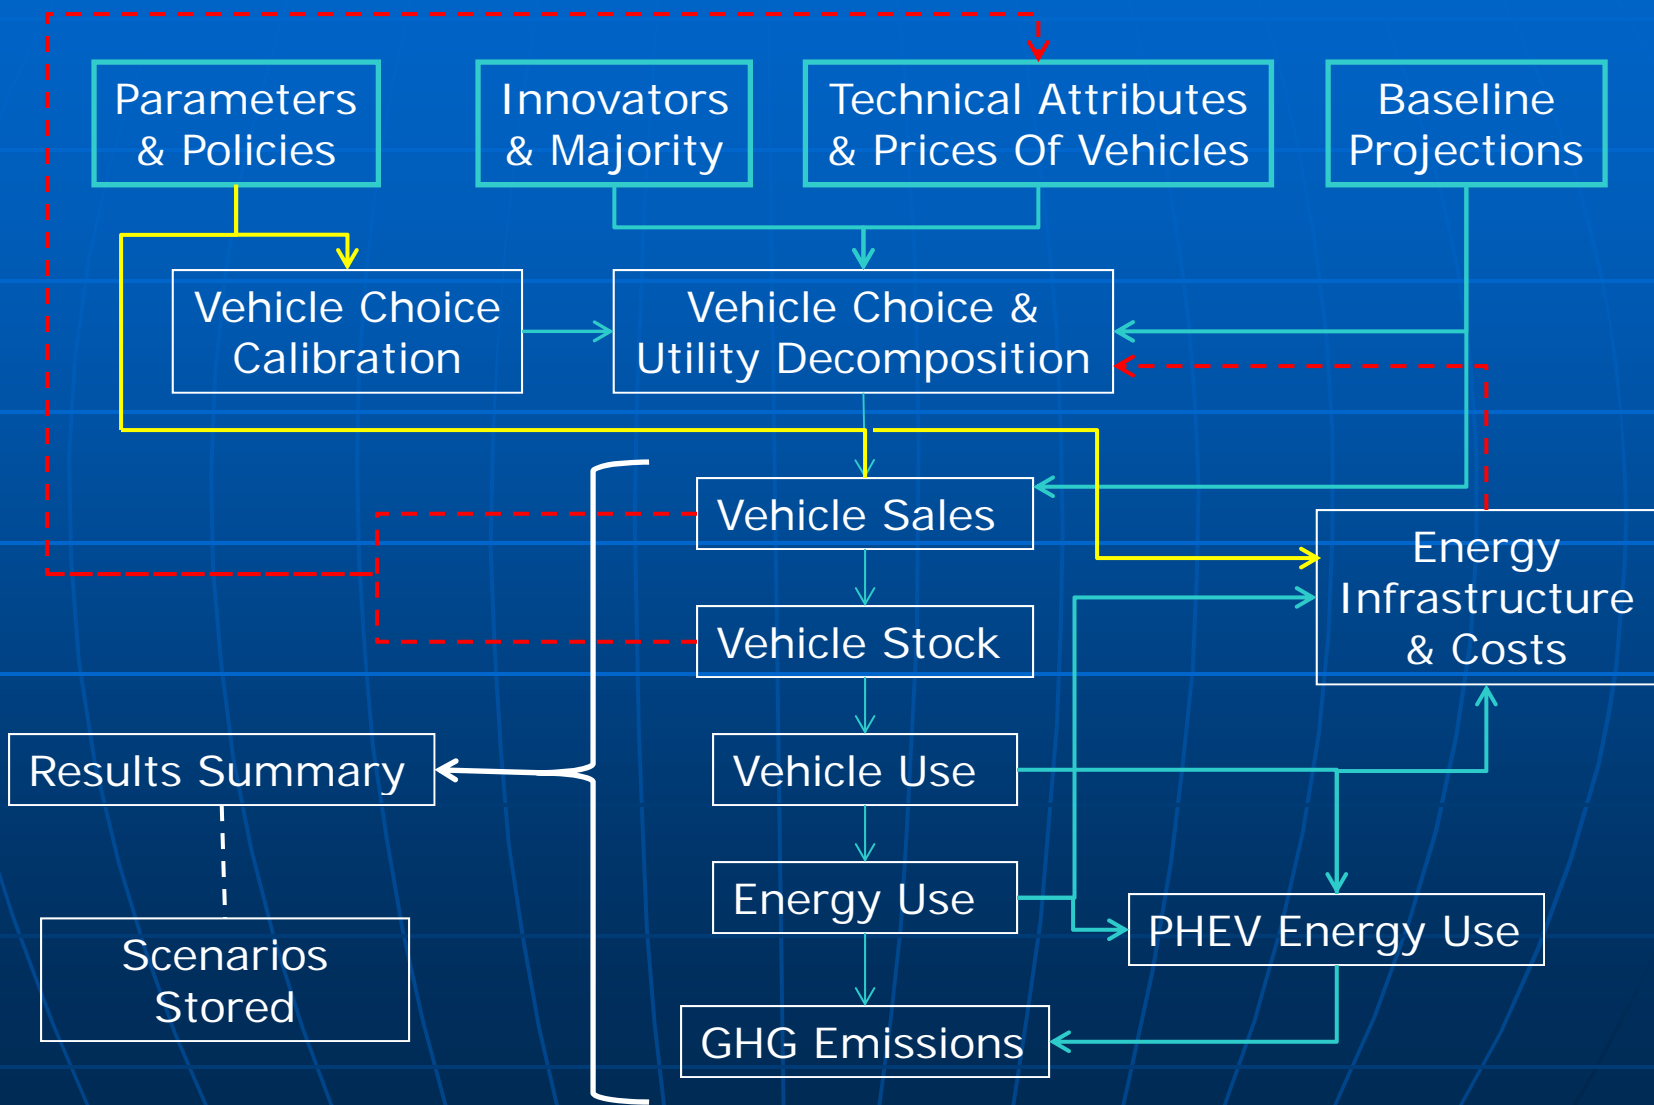 Parameters
& Policies
Innovators
& Majority
Technical Attributes
& Prices Of Vehicles
Baseline
Projections
Vehicle Choice
Calibration
Vehicle Choice &
Utility Decomposition
Vehicle Sales
Energy
Infrastructure
& Costs
Vehicle Stock
Results Summary
Vehicle Use
Energy Use
PHEV Energy Use
Scenarios
Stored
GHG Emissions